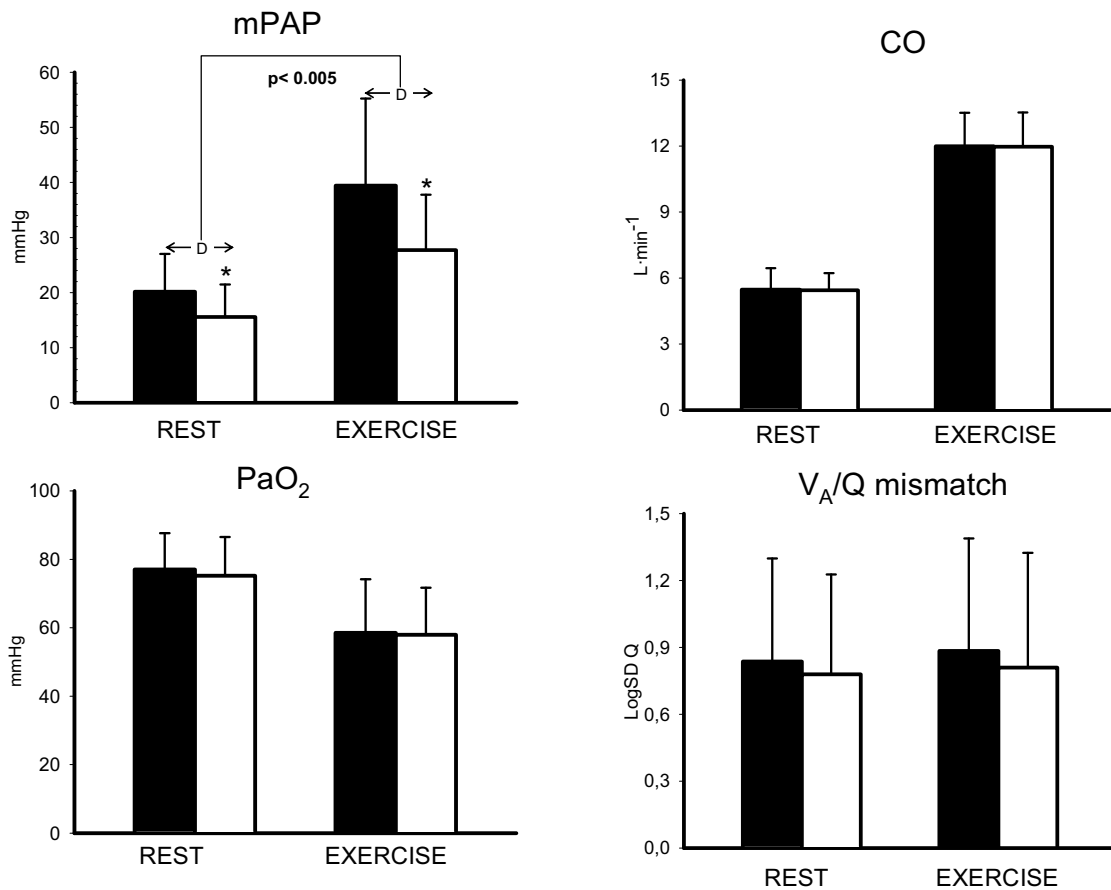 mPAP
p< 0.005
60
50
40
30
20
10
0
mmHg
D
*
D
*
REST EXERCISE
CO
15
12
9
6
3
0
L·min⁻¹
REST EXERCISE
PaO₂
100
80
60
40
20
0
mmHg
REST EXERCISE
V_A/Q mismatch
1,5
1,2
0,9
0,6
0,3
0,0
LogSD Q
REST EXERCISE